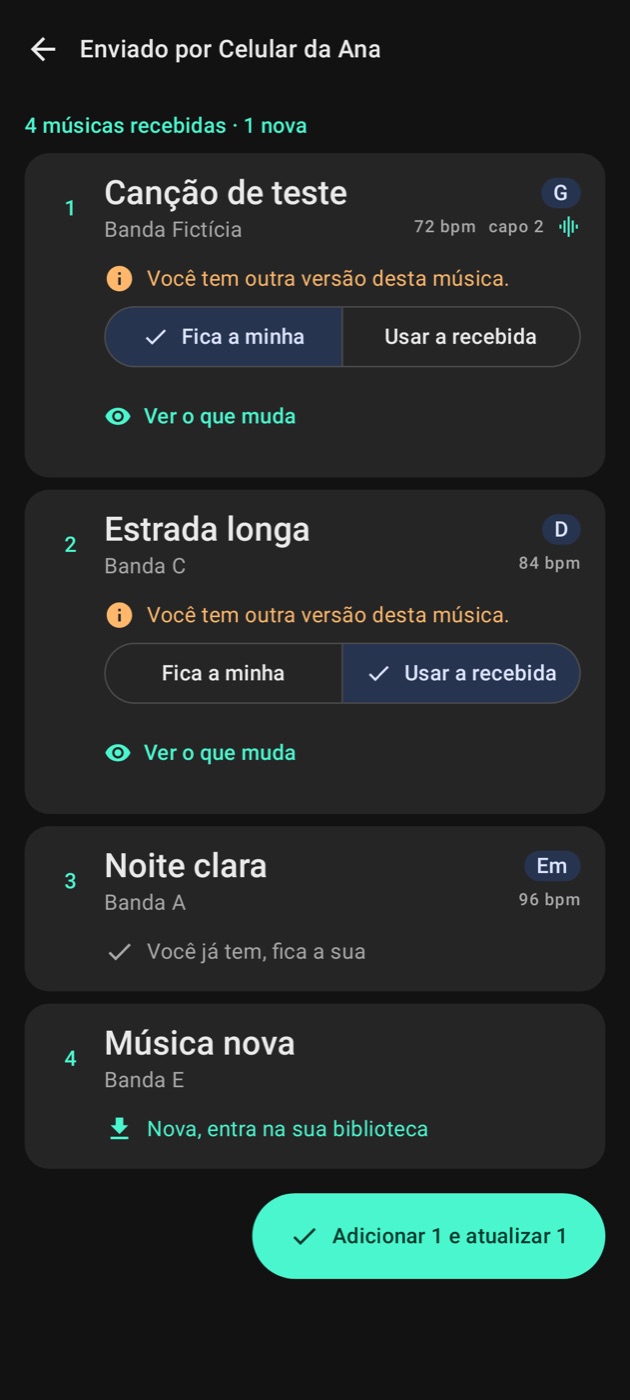 Enviado por Celular da Ana
4 músicas recebidas · 1 nova
1
Canção de teste
G
Banda Fictícia
72 bpm capo 2
Você tem outra versão desta música.
Fica a minha
Usar a recebida
Ver o que muda
2
Estrada longa
D
Banda C
84 bpm
Você tem outra versão desta música.
Fica a minha
Usar a recebida
Ver o que muda
3
Noite clara
Em
Banda A
96 bpm
Você já tem, fica a sua
4
Música nova
Banda E
Nova, entra na sua biblioteca
Adicionar 1 e atualizar 1